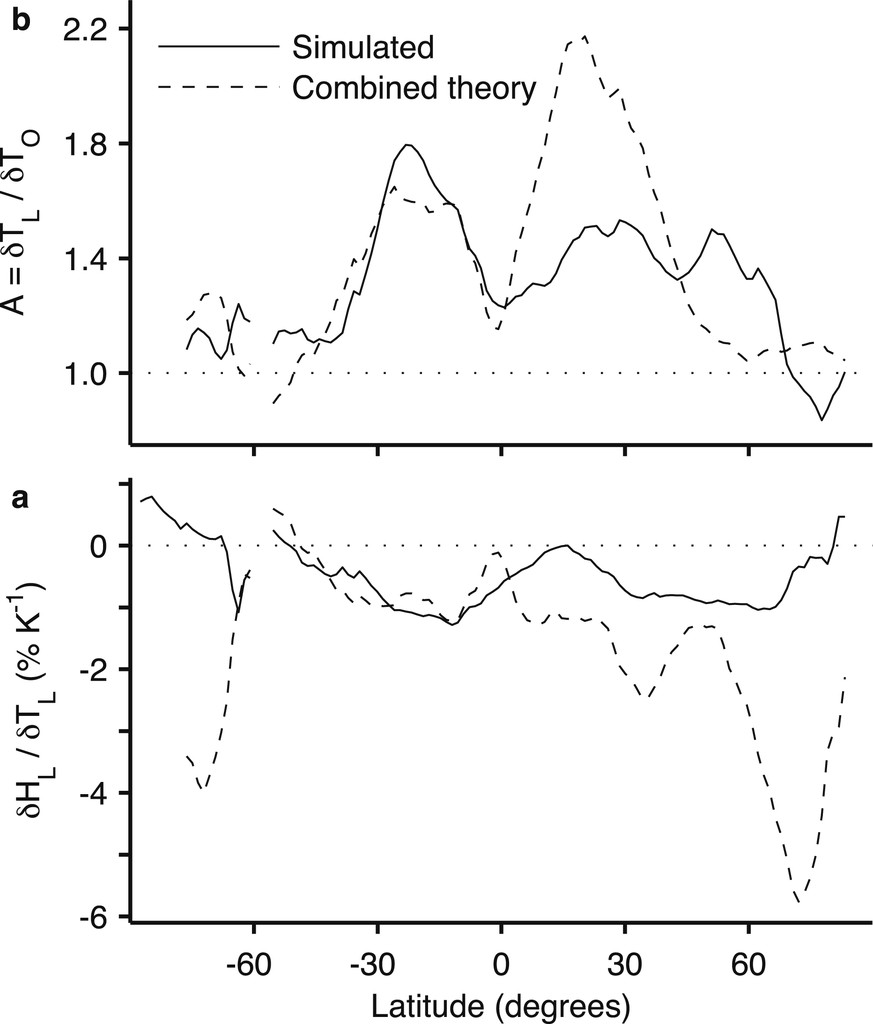 b
2.2
1.8
1.4
1.0
A = δT_L / δT_O
Simulated
Combined theory
a
0
-2
-4
-6
δH_L / δT_L (% K^-1)
-60 -30 0 30 60
Latitude (degrees)